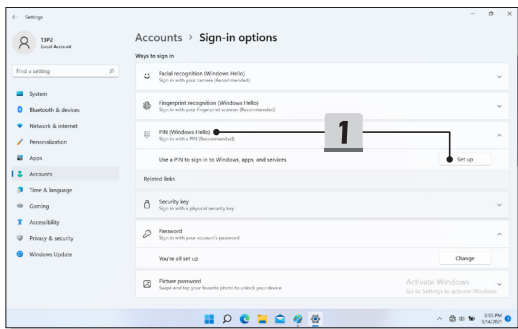 Settings
13P2
Local Account
Find a setting
System
Bluetooth & devices
Network & internet
Personalization
Apps
Accounts
Time & language
Gaming
Accessibility
Privacy & security
Windows Update
Accounts > Sign-in options
Ways to sign in
Facial recognition (Windows Hello)
Sign in with your camera (Recommended)
Fingerprint recognition (Windows Hello)
Sign in with your fingerprint scanner (Recommended)
PIN (Windows Hello)
Sign in with a PIN (Recommended)
1
Use a PIN to sign in to Windows, apps, and services
Set up
Related links
Security key
Sign in with a physical security key
Password
Sign in with your account's password
You're all set up
Change
Picture password
Swipe and tap your favorite photo to unlock your device
Activate Windows
Go to Settings to activate Windows.
6:53 PM
9/14/2021